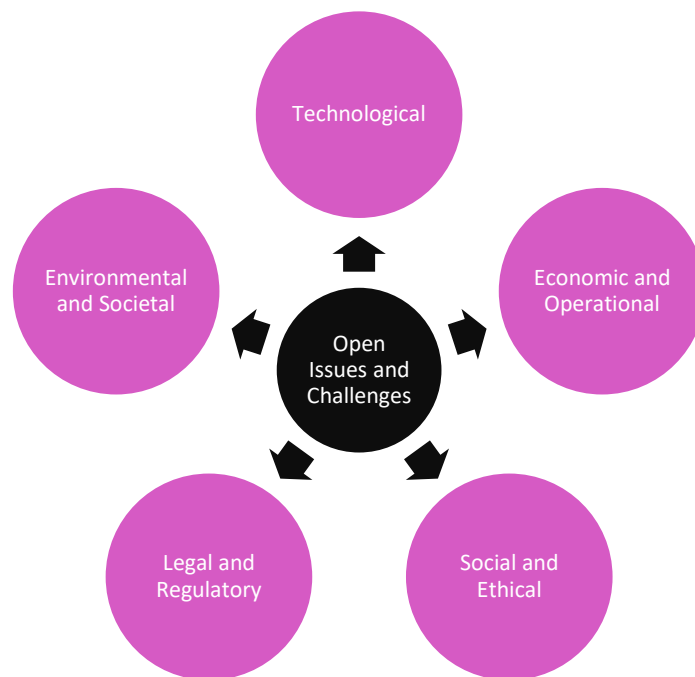 Technological
Environmental
and Societal
Economic and
Operational
Open
Issues and
Challenges
Legal and
Regulatory
Social and
Ethical